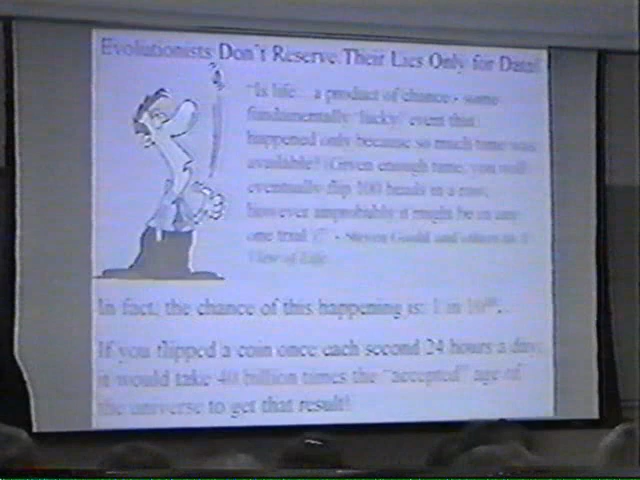 Evolutionists Don't Reserve Their Lies Only for Data!
"Is life... a product of chance - some
fundamentally "lucky" event that
happened only because so much time was
available? (Given enough time, you will
eventually flip 100 heads in a row,
however improbable it might be in any
one trial.)" - Steven Gould and others in A
View of Life
In fact, the chance of this happening is: 1 in
If you flipped a coin once each second 24 hours a day,
it would take 40 billion times the "accepted" age of
the universe to get that result!